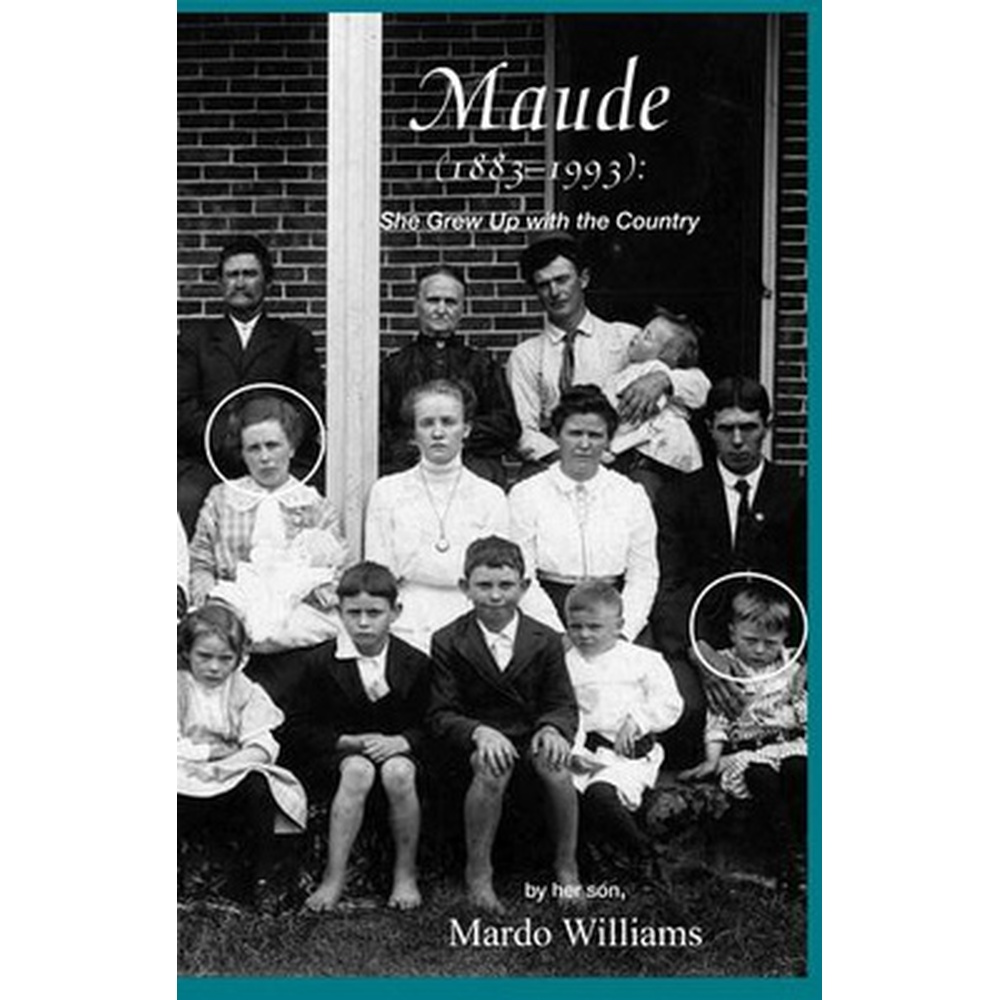 Maude
(1883–1993):
She Grew Up with the Country
by her son,
Mardo Williams